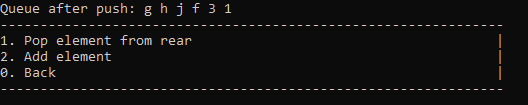 Queue after push: g h j f 3 1
---------------------------------------------------------------
1. Pop element from rear                                      |
2. Add element                                                |
0. Back                                                       |
---------------------------------------------------------------